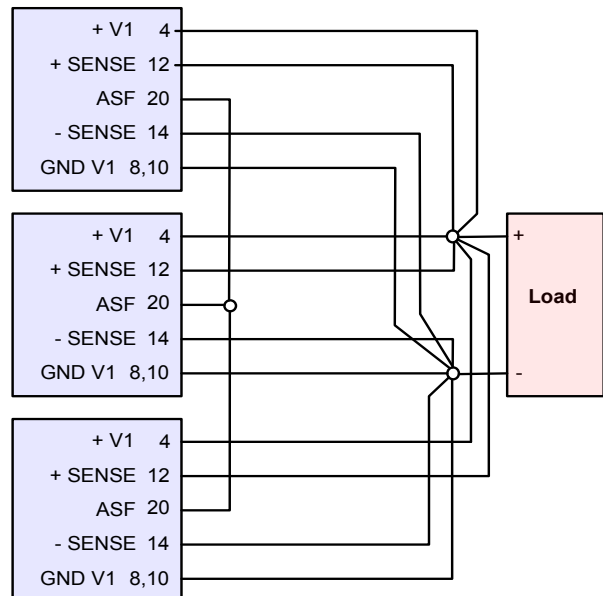 + V1 4
+ SENSE 12
ASF 20
- SENSE 14
GND V1 8,10
+ V1 4
+ SENSE 12
ASF 20
- SENSE 14
GND V1 8,10
+
Load
-
+ V1 4
+ SENSE 12
ASF 20
- SENSE 14
GND V1 8,10